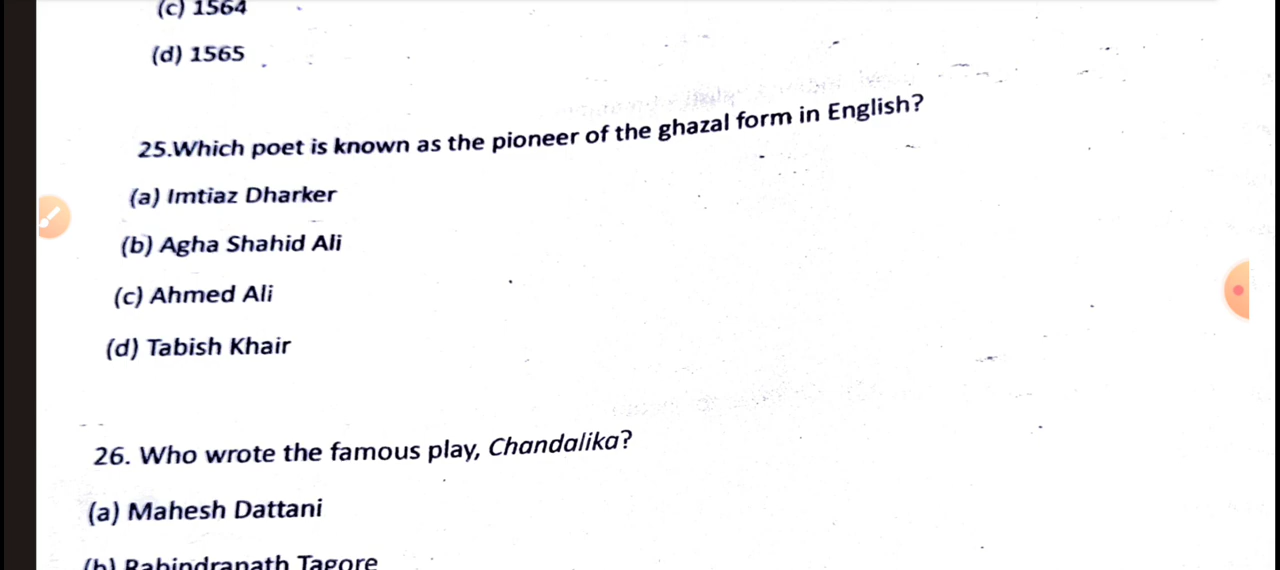 (c) 1564
(d) 1565
25.Which poet is known as the pioneer of the ghazal form in English?
(a) Imtiaz Dharker
(b) Agha Shahid Ali
(c) Ahmed Ali
(d) Tabish Khair
26. Who wrote the famous play, Chandalika?
(a) Mahesh Dattani
(b) Rabindranath Tagore